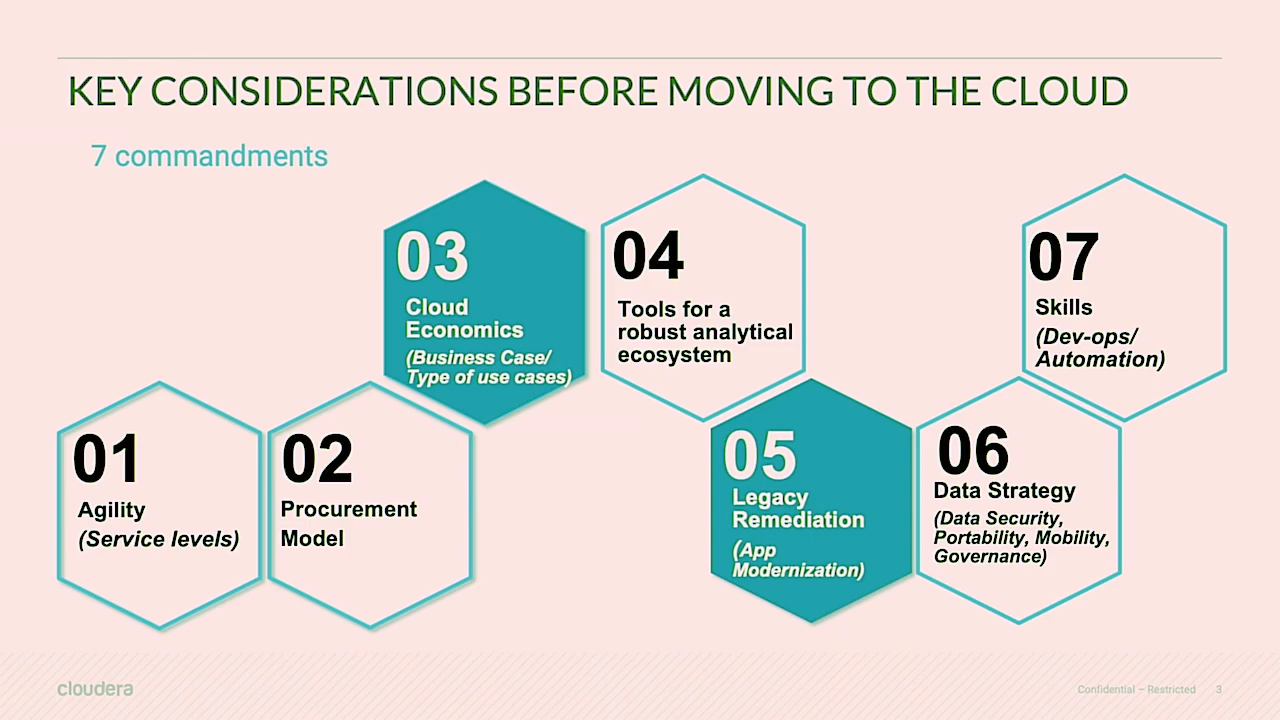 KEY CONSIDERATIONS BEFORE MOVING TO THE CLOUD
7 commandments
01
Agility
(Service levels)
02
Procurement
Model
03
Cloud
Economics
(Business Case/
Type of use cases)
04
Tools for a
robust analytical
ecosystem
05
Legacy
Remediation
(App
Modernization)
06
Data Strategy
(Data Security,
Portability, Mobility,
Governance)
07
Skills
(Dev-ops/
Automation)
cloudera
Confidential – Restricted 3